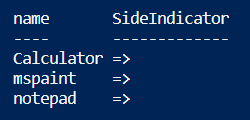 name       SideIndicator
----       -------------
Calculator =>
mspaint    =>
notepad    =>